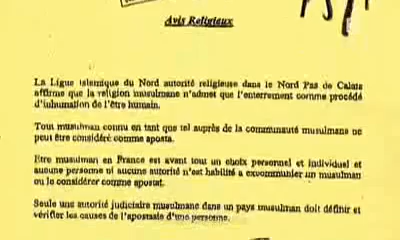 Avis Religieux
La Ligue Islamique du Nord autorité religieuse dans le Nord Pas de Calais
affirme que la religion musulmane n'admet que l'enterrement comme procédé
d'inhumation de l'être humain.
Tout musulman connu en tant que tel auprès de la communauté musulmane ne
peut être considéré comme aposta.
Etre musulman en France est avant tout un choix personnel et individuel et
aucune personne ni aucune autorité n'est habilité a excommunier un musulman
ou le considérer comme apostat.
Seule une autorité judiciaire musulmane dans un pays musulman doit définir et
vérifier les causes de l'apostasie d'une personne.